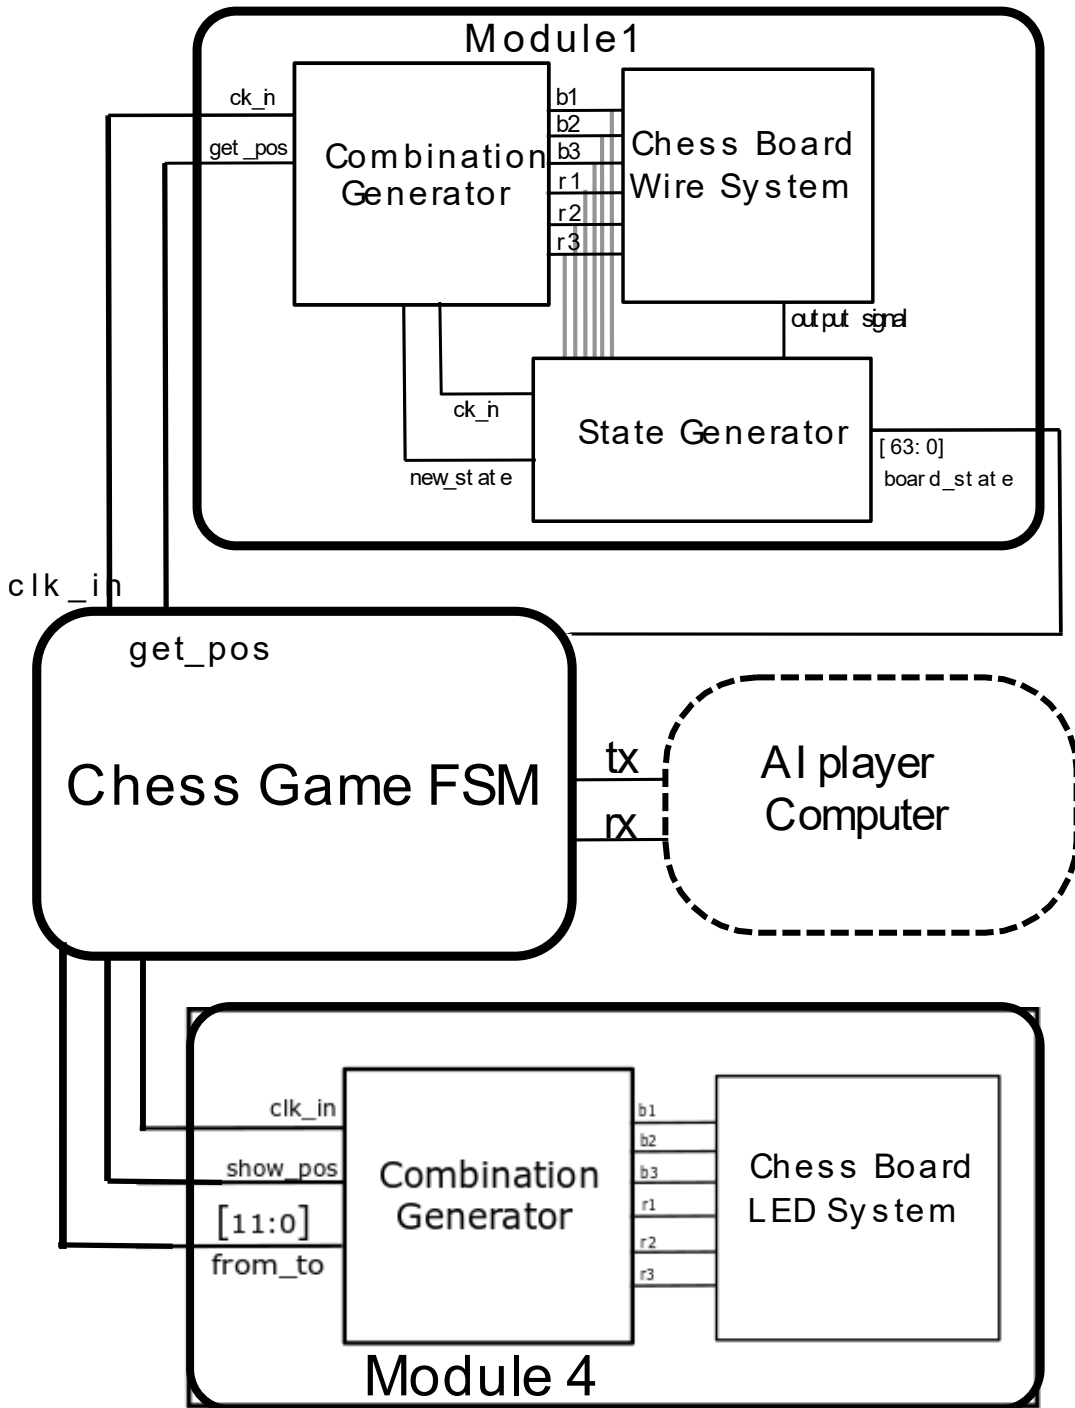 Module1
ck_in
get_pos
Combination
Generator
b1
b2
b3
r1
r2
r3
Chess Board
Wire System
output signal
ck_in
new_state
State Generator
[63:0]
board_state
clk_in
get_pos
Chess Game FSM
tx
rx
AI player
Computer
clk_in
show_pos
[11:0]
from_to
Combination
Generator
b1
b2
b3
r1
r2
r3
Chess Board
LED System
Module 4